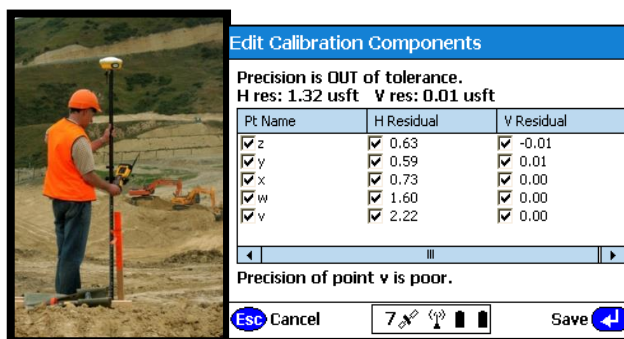 Edit Calibration Components
Precision is OUT of tolerance.
H res: 1.32 usft V res: 0.01 usft
Pt Name H Residual V Residual
z 0.63 -0.01
y 0.59 0.01
x 0.73 0.00
w 1.60 0.00
v 2.22 0.00
Precision of point v is poor.
Esc Cancel 7 Save